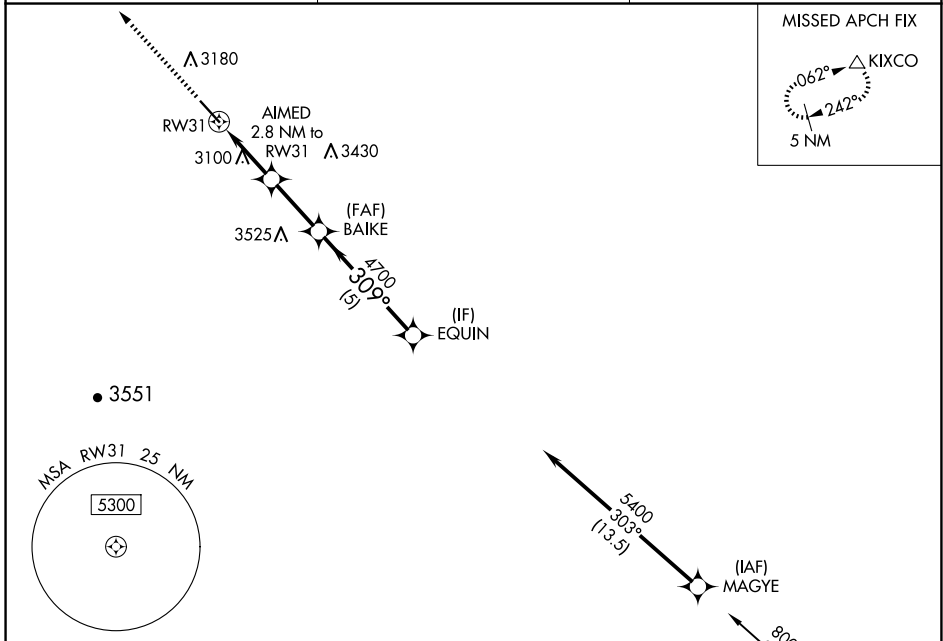 MISSED APCH FIX
KIXCO
062°
242°
5 NM
3180
RW31
AIMED
2.8 NM to
RW31
3100
3430
(FAF)
BAIKE
3525
4700
309°
(5)
(IF)
EQUIN
3551
MSA RW31 25 NM
5300
5400
303°
(13.5)
(IAF)
MAGYE